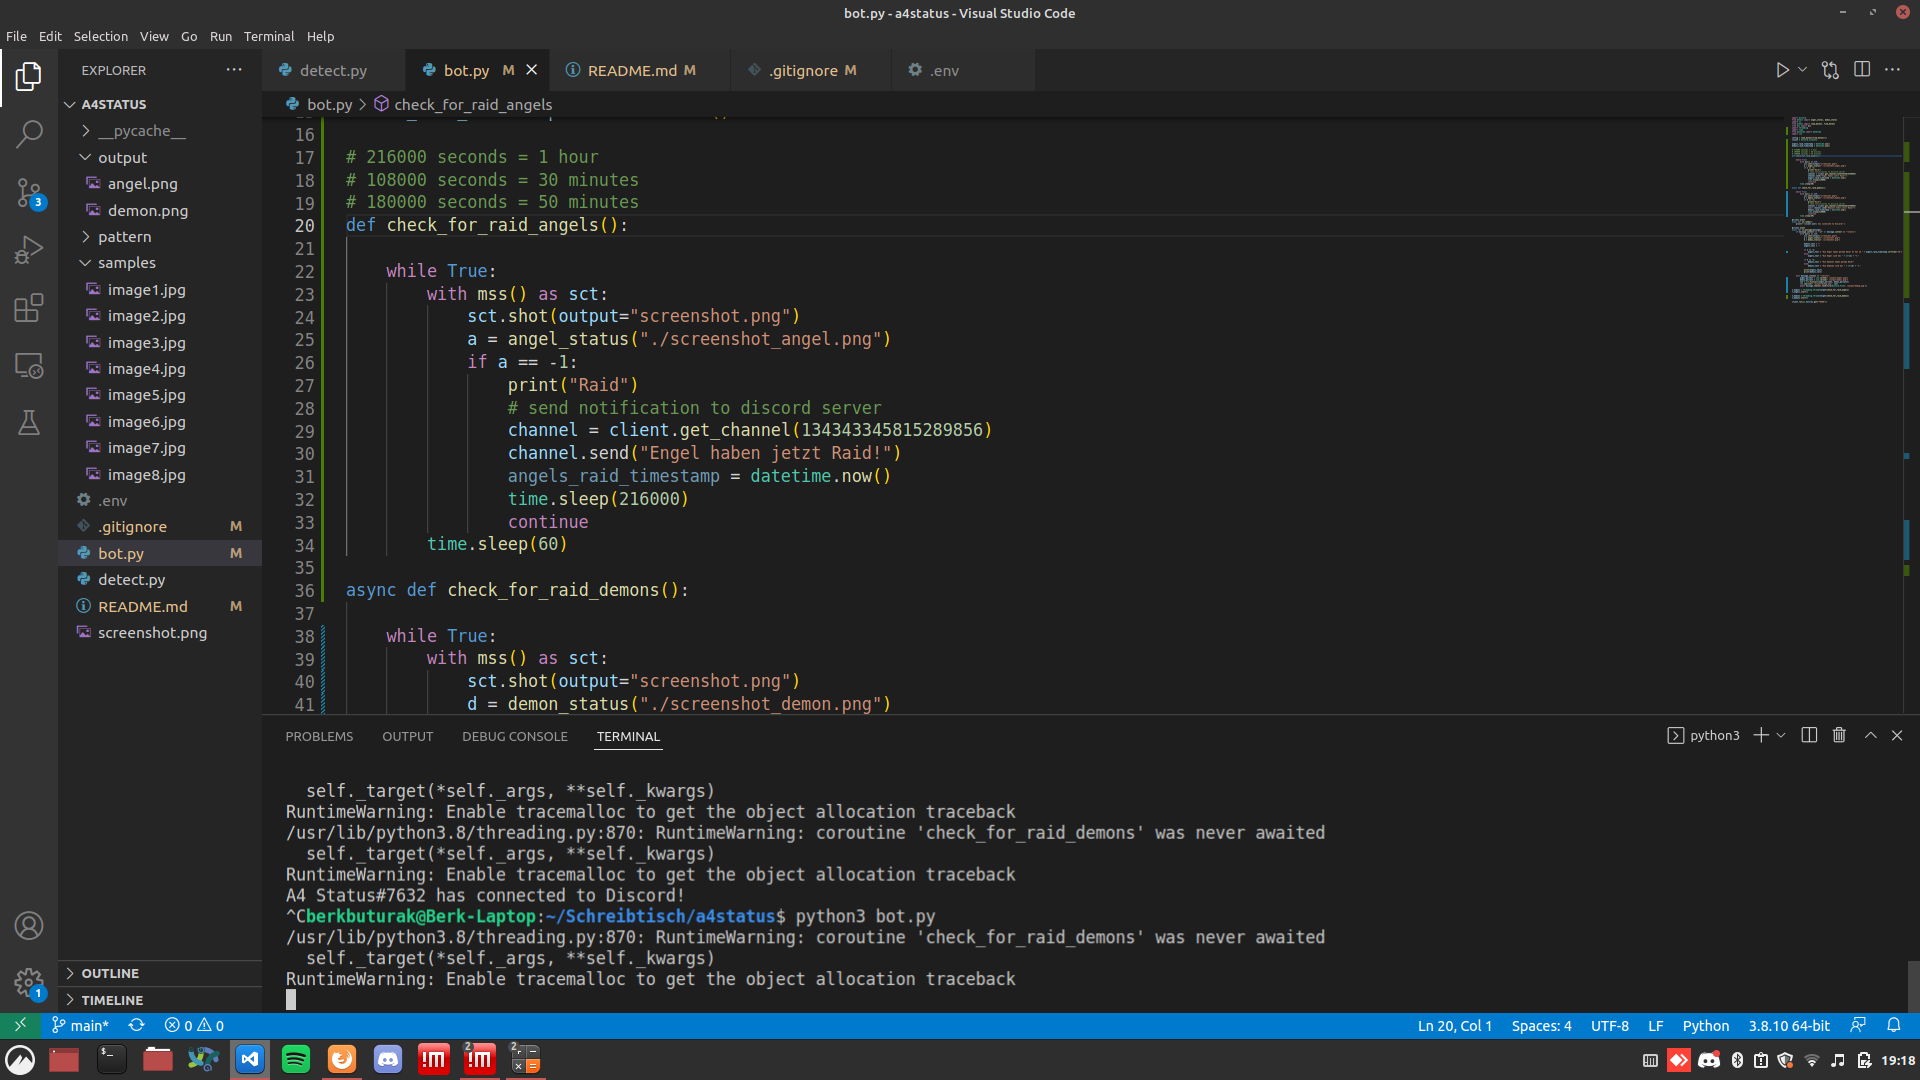 bot.py - a4status - Visual Studio Code
File Edit Selection View Go Run Terminal Help
EXPLORER
detect.py
bot.py M
README.md M
.gitignore M
.env
A4STATUS
bot.py > check_for_raid_angels
__pycache__
output
angel.png
demon.png
pattern
samples
image1.jpg
image2.jpg
image3.jpg
image4.jpg
image5.jpg
image6.jpg
image7.jpg
image8.jpg
.env
.gitignore M
bot.py M
detect.py
README.md M
screenshot.png
OUTLINE
TIMELINE
3
1
16
17 # 216000 seconds = 1 hour
18 # 108000 seconds = 30 minutes
19 # 180000 seconds = 50 minutes
20 def check_for_raid_angels():
21
22 while True:
23 with mss() as sct:
24 sct.shot(output="screenshot.png")
25 a = angel_status("./screenshot_angel.png")
26 if a == -1:
27 print("Raid")
28 # send notification to discord server
29 channel = client.get_channel(134343345815289856)
30 channel.send("Engel haben jetzt Raid!")
31 angels_raid_timestamp = datetime.now()
32 time.sleep(216000)
33 continue
34 time.sleep(60)
35
36 async def check_for_raid_demons():
37
38 while True:
39 with mss() as sct:
40 sct.shot(output="screenshot.png")
41 d = demon_status("./screenshot_demon.png")
PROBLEMS OUTPUT DEBUG CONSOLE TERMINAL
python3
self._target(*self._args, **self._kwargs)
RuntimeWarning: Enable tracemalloc to get the object allocation traceback
/usr/lib/python3.8/threading.py:870: RuntimeWarning: coroutine 'check_for_raid_demons' was never awaited
self._target(*self._args, **self._kwargs)
RuntimeWarning: Enable tracemalloc to get the object allocation traceback
A4 Status#7632 has connected to Discord!
^Cberkbuturak@Berk-Laptop:~/Schreibtisch/a4status$ python3 bot.py
/usr/lib/python3.8/threading.py:870: RuntimeWarning: coroutine 'check_for_raid_demons' was never awaited
self._target(*self._args, **self._kwargs)
RuntimeWarning: Enable tracemalloc to get the object allocation traceback
main* 0 0
Ln 20, Col 1 Spaces: 4 UTF-8 LF Python 3.8.10 64-bit
!m
2 !m
2
19:18